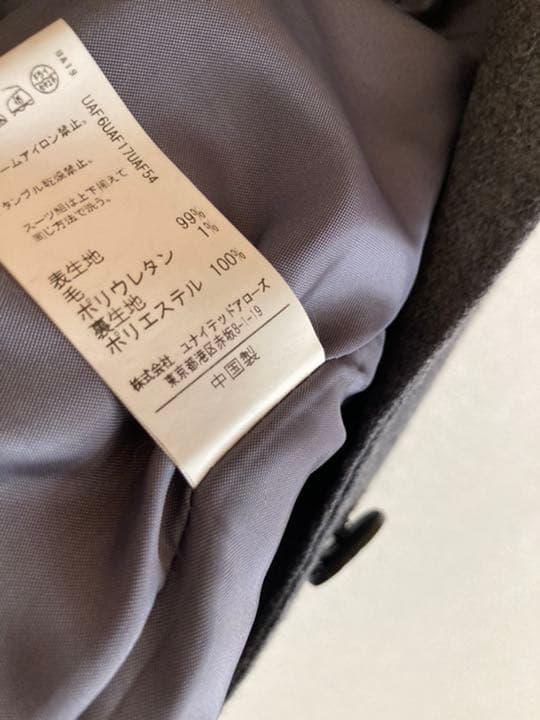 UA19
UAF6UAF17UAF54
ームアイロン禁止。
タンブル乾燥禁止。
スーツ組は上下揃えて
同じ方法で洗う。
表生地
毛 99%
ポリウレタン 1%
裏生地
ポリエステル 100%
株式会社 ユナイテッドアローズ
東京都港区赤坂8-1-19
中国製